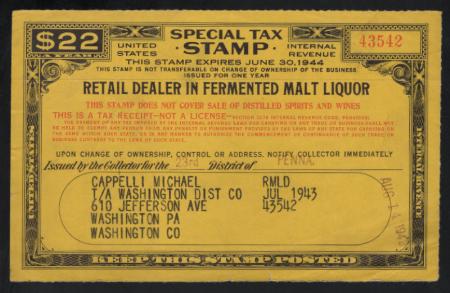 $22
A YEAR
SPECIAL TAX
UNITED STATES
STAMP
INTERNAL REVENUE
43542
THIS STAMP EXPIRES JUNE 30, 1944
THIS STAMP IS NOT TRANSFERABLE ON CHANGE OF OWNERSHIP OF THE BUSINESS
ISSUED FOR ONE YEAR
RETAIL DEALER IN FERMENTED MALT LIQUOR
THIS STAMP DOES NOT COVER SALE OF DISTILLED SPIRITS AND WINES
THIS IS A TAX RECEIPT—NOT A LICENSE
UPON CHANGE OF OWNERSHIP, CONTROL OR ADDRESS, NOTIFY COLLECTOR IMMEDIATELY
Issued by the Collector for the 23rd District of PENNA.
CAPPELLI MICHAEL RMLD
T/A WASHINGTON DIST CO JUL 1943
610 JEFFERSON AVE 43542
WASHINGTON PA
WASHINGTON CO
AUG 14
KEEP THIS STAMP POSTED